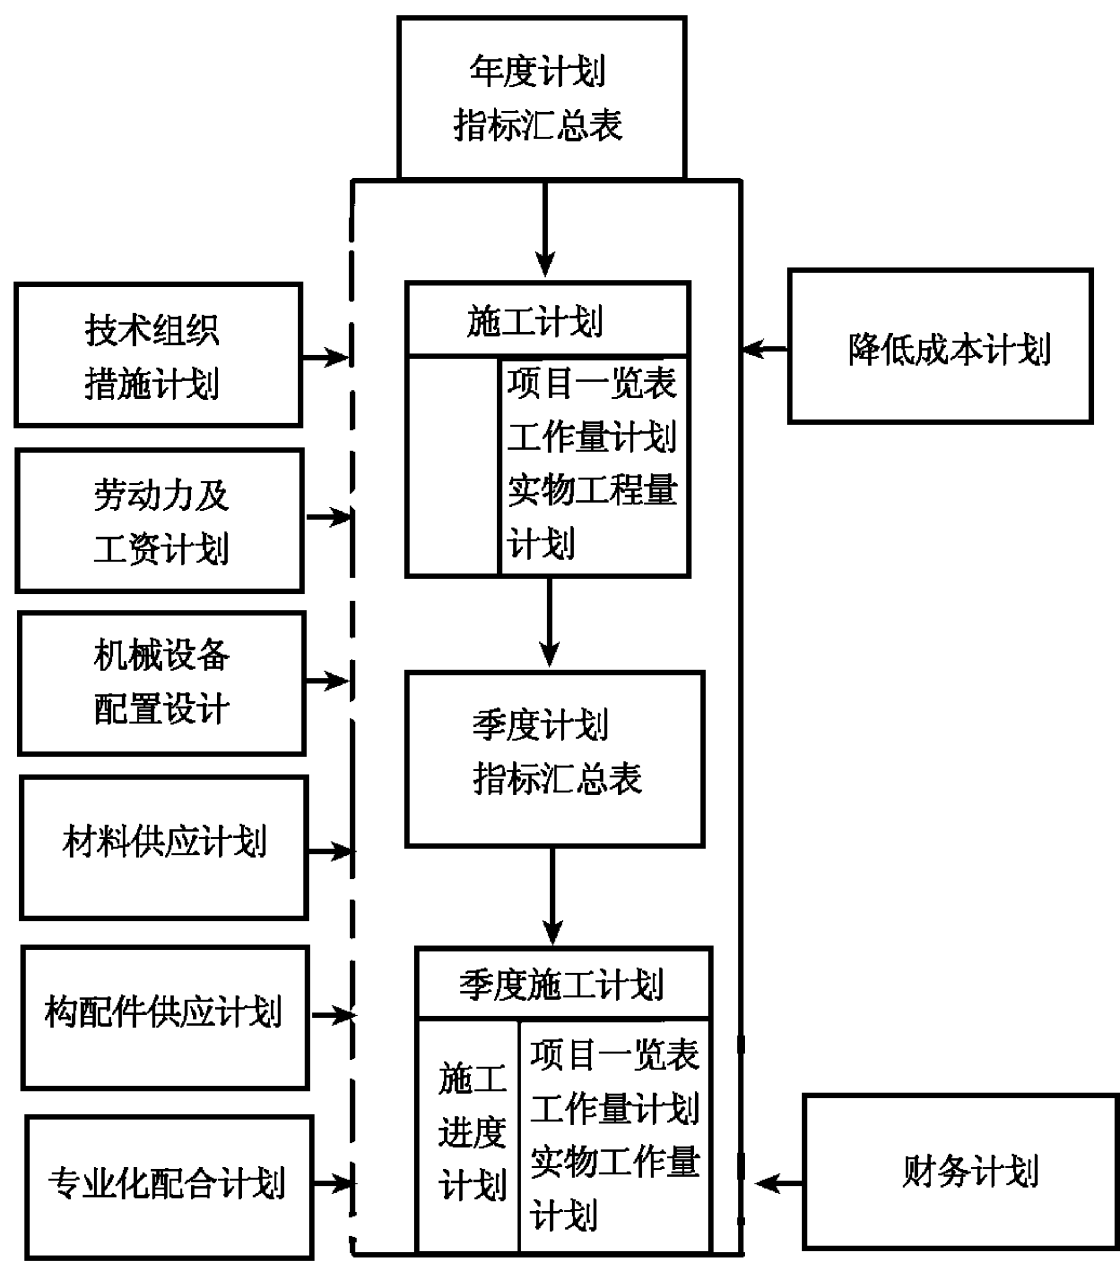 年度计划
指标汇总表
技术组织
措施计划
劳动力及
工资计划
机械设备
配置设计
材料供应计划
构配件供应计划
专业化配合计划
施工计划
项目一览表
工作量计划
实物工程量
计划
季度计划
指标汇总表
季度施工计划
施工
进度
计划
项目一览表
工作量计划
实物工作量
计划
降低成本计划
财务计划